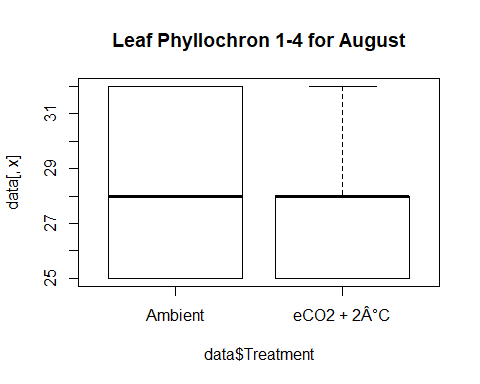 Leaf Phyllochron 1-4 for August
data[, x]
31
29
27
25
Ambient
eCO2 + 2Â°C
data$Treatment